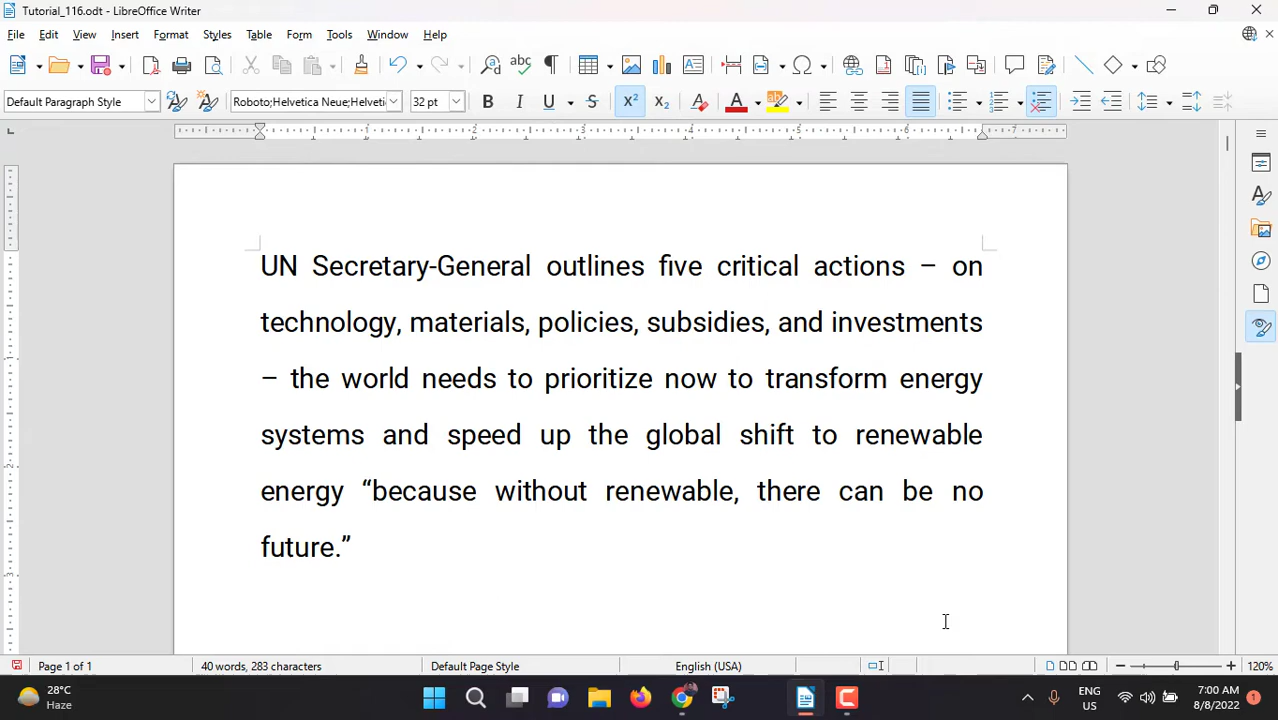 Tutorial_116.odt - LibreOffice Writer
File Edit View Insert Format Styles Table Form Tools Window Help
Default Paragraph Style Roboto;Helvetica Neue;Helveti 32 pt
UN Secretary-General outlines five critical actions – on
technology, materials, policies, subsidies, and investments
– the world needs to prioritize now to transform energy
systems and speed up the global shift to renewable
energy “because without renewable, there can be no
future.”
Page 1 of 1 40 words, 283 characters Default Page Style English (USA) 120%
28°C
Haze
ENG
US
7:00 AM
8/8/2022
1